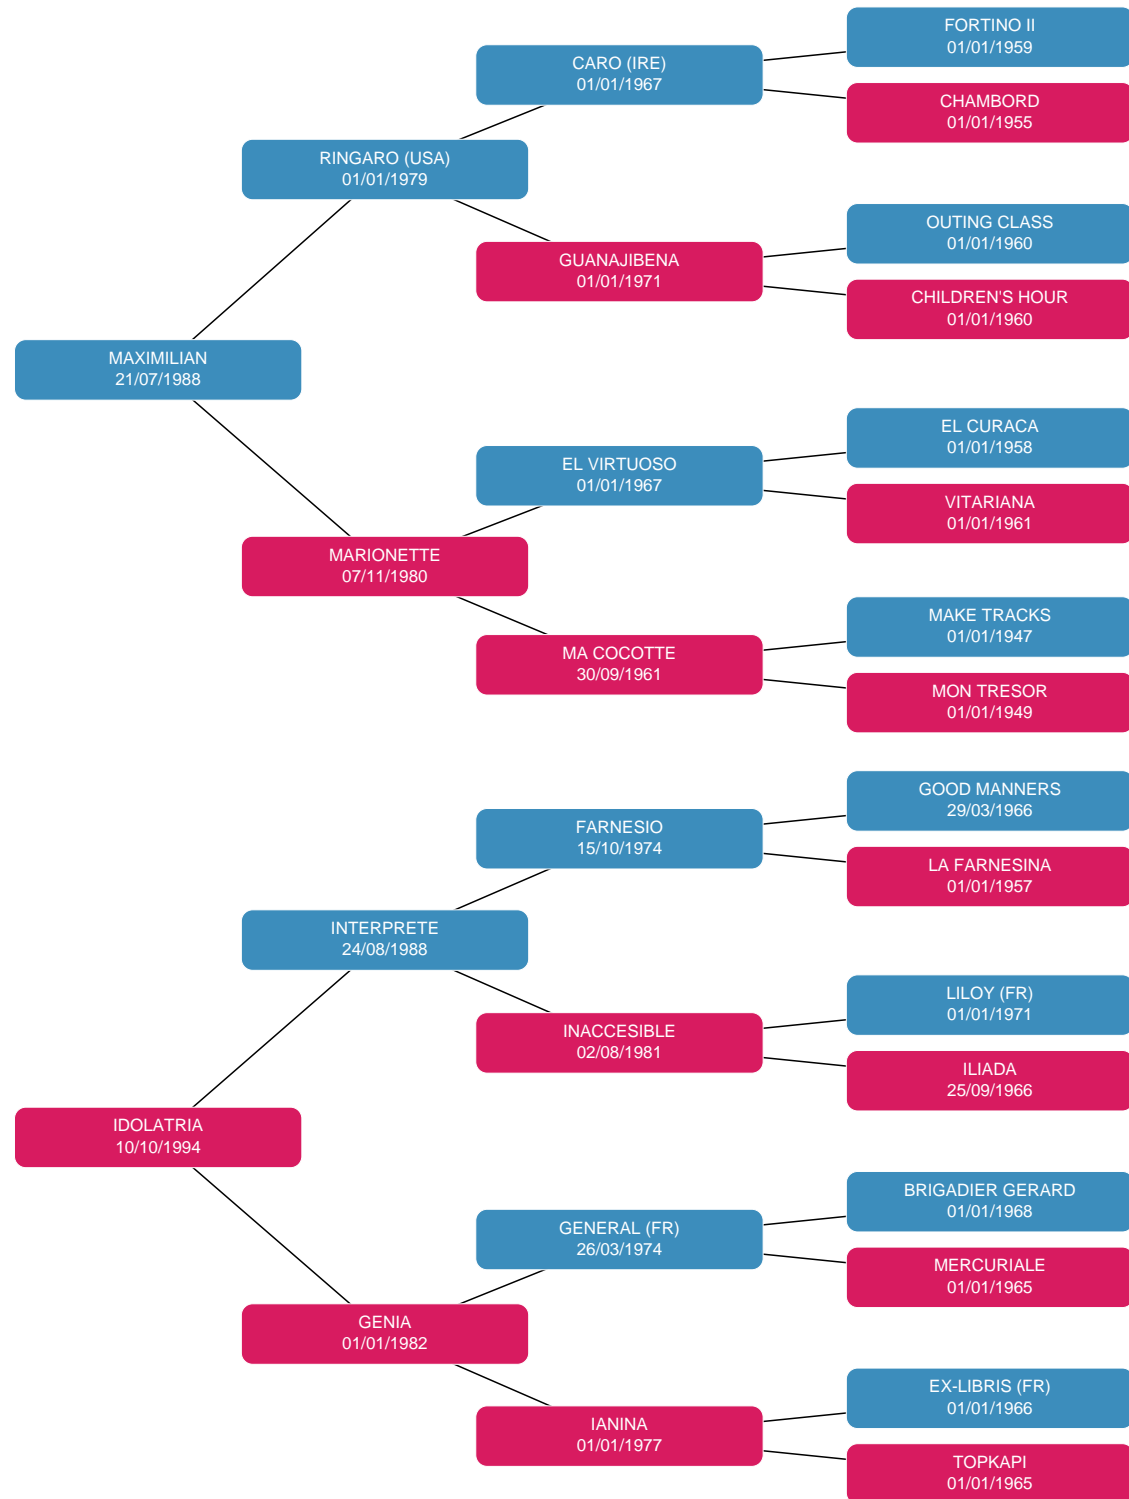 FORTINO II
01/01/1959
CARO (IRE)
01/01/1967
CHAMBORD
01/01/1955
RINGARO (USA)
01/01/1979
OUTING CLASS
01/01/1960
GUANAJIBENA
01/01/1971
CHILDREN'S HOUR
01/01/1960
MAXIMILIAN
21/07/1988
EL CURACA
01/01/1958
EL VIRTUOSO
01/01/1967
VITARIANA
01/01/1961
MARIONETTE
07/11/1980
MAKE TRACKS
01/01/1947
MA COCOTTE
30/09/1961
MON TRESOR
01/01/1949
GOOD MANNERS
29/03/1966
FARNESIO
15/10/1974
LA FARNESINA
01/01/1957
INTERPRETE
24/08/1988
LILOY (FR)
01/01/1971
INACCESIBLE
02/08/1981
ILIADA
25/09/1966
IDOLATRIA
10/10/1994
BRIGADIER GERARD
01/01/1968
GENERAL (FR)
26/03/1974
MERCURIALE
01/01/1965
GENIA
01/01/1982
EX-LIBRIS (FR)
01/01/1966
IANINA
01/01/1977
TOPKAPI
01/01/1965